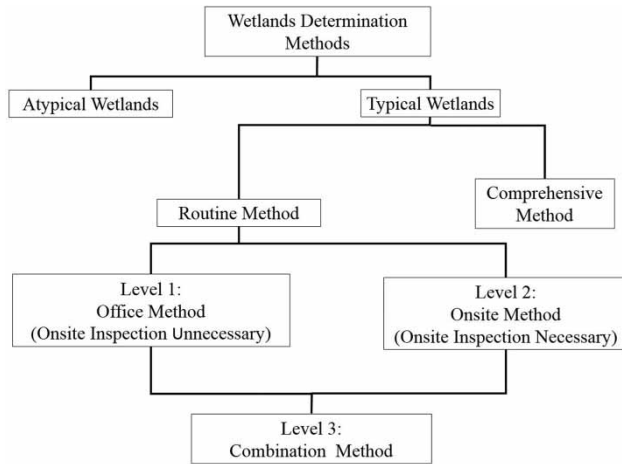 Wetlands Determination
Methods
Atypical Wetlands
Typical Wetlands
Routine Method
Comprehensive
Method
Level 1:
Office Method
(Onsite Inspection Unnecessary)
Level 2:
Onsite Method
(Onsite Inspection Necessary)
Level 3:
Combination Method